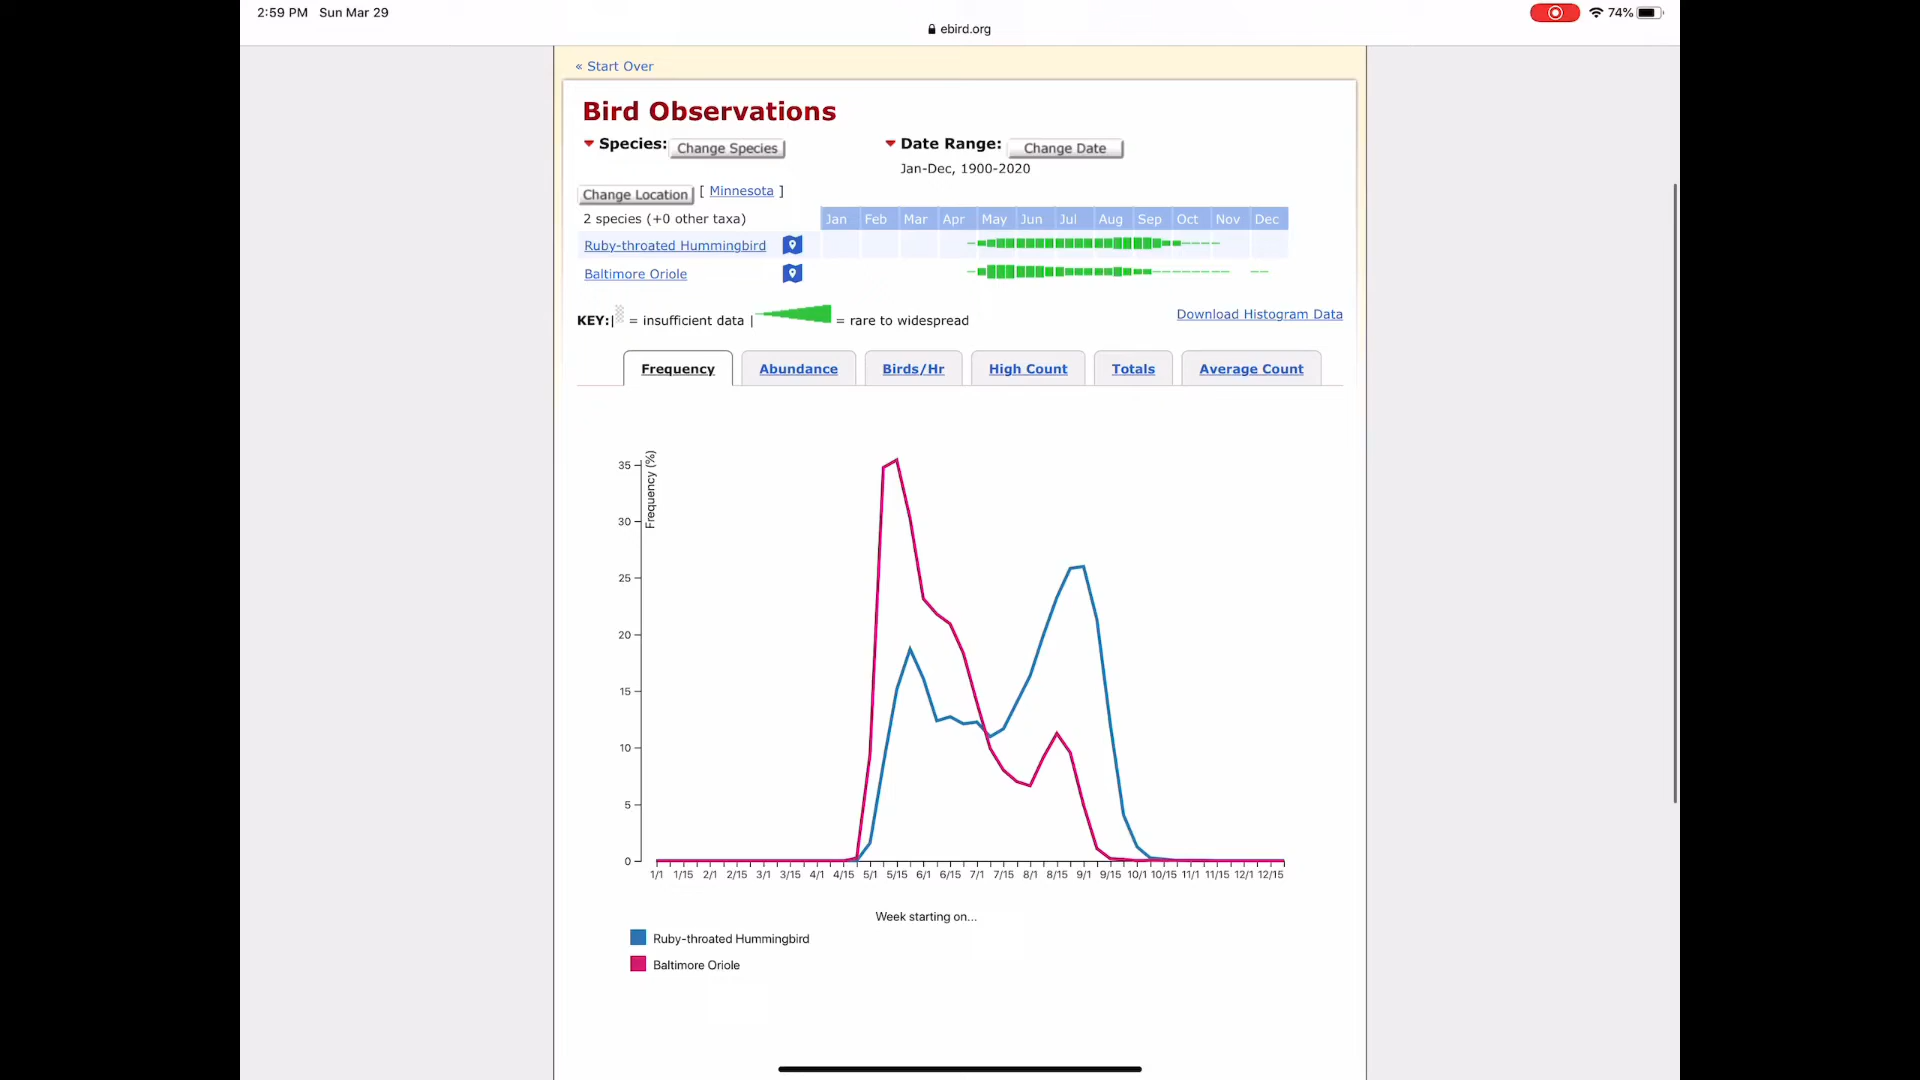 2:59 PM Sun Mar 29
74%
ebird.org
« Start Over
Bird Observations
Species: Change Species
Date Range: Change Date
Jan-Dec, 1900-2020
Change Location [ Minnesota ]
2 species (+0 other taxa)
Jan Feb Mar Apr May Jun Jul Aug Sep Oct Nov Dec
Ruby-throated Hummingbird
Baltimore Oriole
KEY:| = insufficient data | = rare to widespread
Download Histogram Data
Frequency Abundance Birds/Hr High Count Totals Average Count
Frequency (%)
35
30
25
20
15
10
5
0
1/1 1/15 2/1 2/15 3/1 3/15 4/1 4/15 5/1 5/15 6/1 6/15 7/1 7/15 8/1 8/15 9/1 9/15 10/1 10/15 11/1 11/15 12/1 12/15
Week starting on...
Ruby-throated Hummingbird
Baltimore Oriole